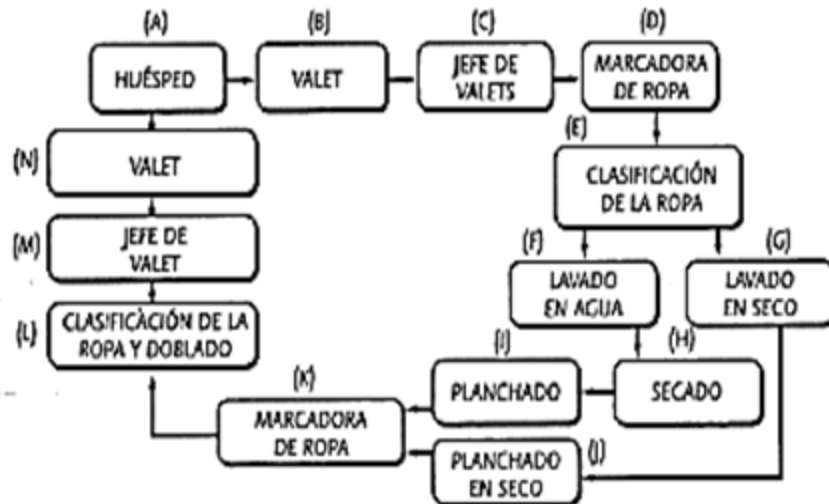 (A)
(B)
(C)
(D)
HUÉSPED
VALET
JEFE DE
VALETS
MARCADORA
DE ROPA
(E)
CLASIFICACIÓN
DE LA ROPA
(N)
VALET
(M)
JEFE DE
VALET
(F)
(G)
LAVADO
EN AGUA
LAVADO
EN SECO
(L)
CLASIFICÀCIÓN DE LA
ROPA Y DOBLADO
(I)
(H)
PLANCHADO
SECADO
(K)
MARCADORA
DE ROPA
(J)
PLANCHADO
EN SECO